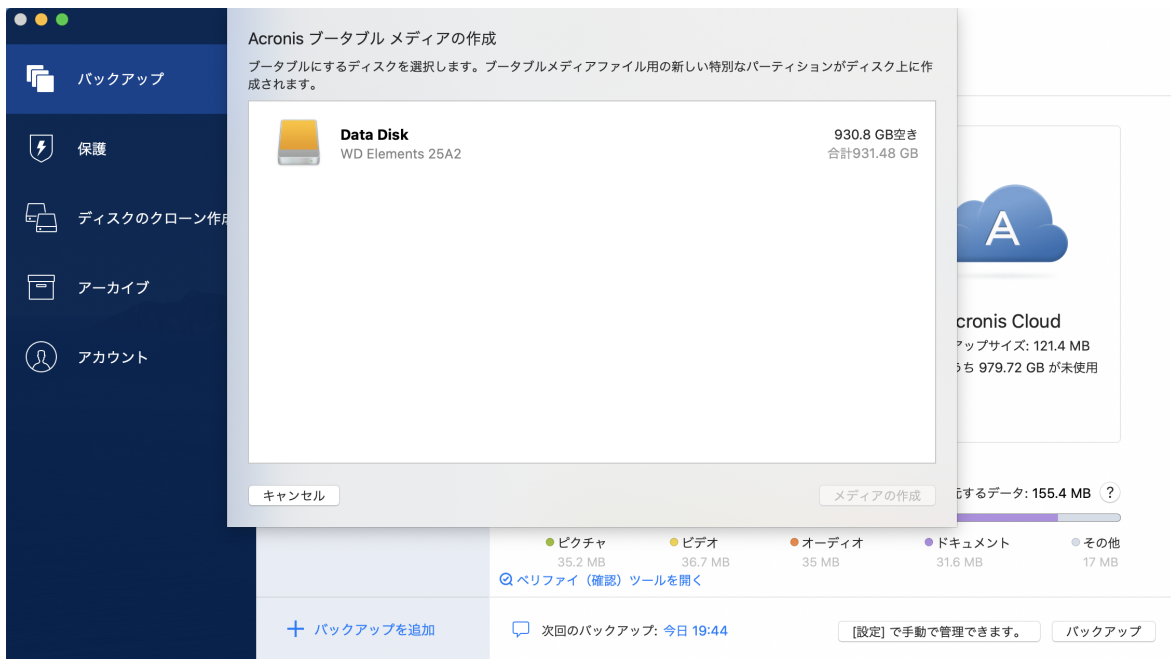 Acronis ブータブル メディアの作成
ブータブルにするディスクを選択します。ブータブルメディアファイル用の新しい特別なパーティションがディスク上に作
成されます。
Data Disk
WD Elements 25A2
930.8 GB空き
合計931.48 GB
キャンセル
メディアの作成
バックアップ
保護
ディスクのクローン作成
アーカイブ
アカウント
cronis Cloud
アップサイズ: 121.4 MB
うち 979.72 GB が未使用
元するデータ: 155.4 MB ?
ピクチャ
35.2 MB
ビデオ
36.7 MB
オーディオ
35 MB
ドキュメント
31.6 MB
その他
17 MB
ベリファイ（確認）ツールを開く
バックアップを追加
次回のバックアップ: 今日 19:44
[設定] で手動で管理できます。
バックアップ